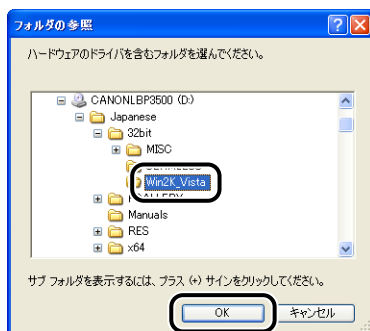 フォルダの参照
ハードウェアのドライバを含むフォルダを選んでください。
CANONLBP3500 (D:)
Japanese
32bit
MISC
Win2K_Vista
Manuals
RES
x64
サブ フォルダを表示するには、プラス (+) サインをクリックしてください。
OK
キャンセル